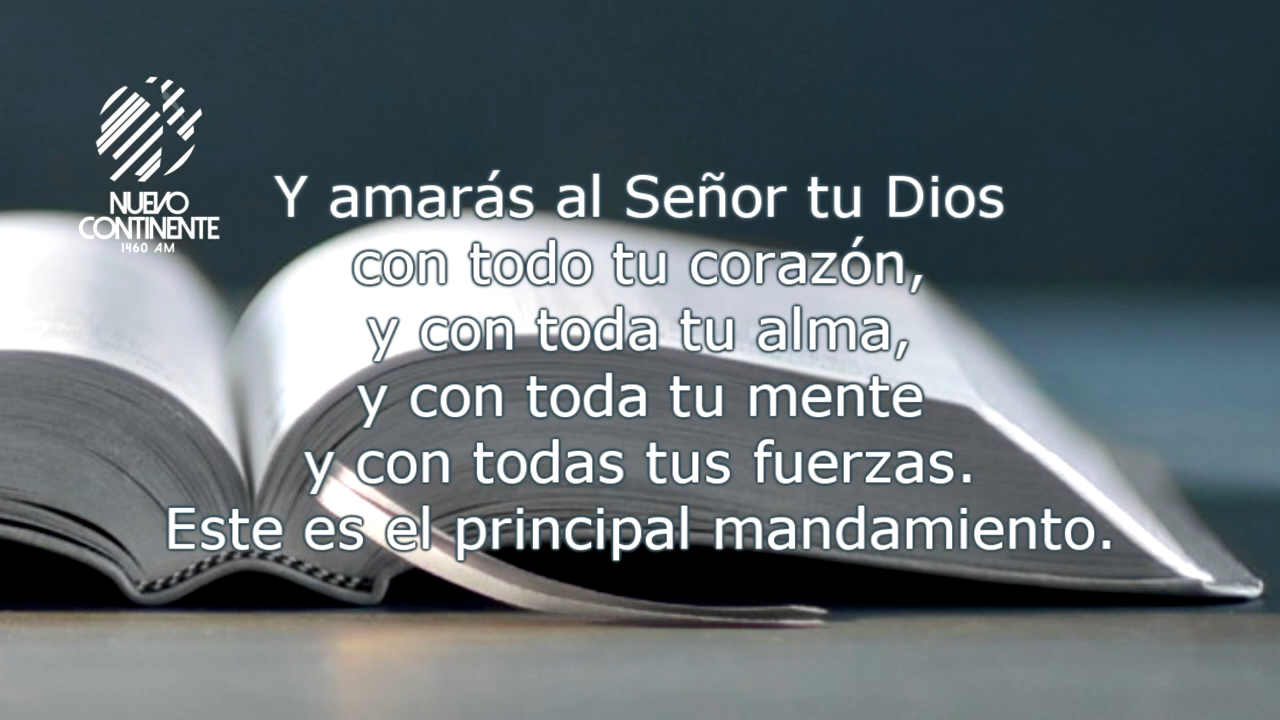 NUEVO
CONTINENTE
1460 AM
Y amarás al Señor tu Dios
con todo tu corazón,
y con toda tu alma,
y con toda tu mente
y con todas tus fuerzas.
Este es el principal mandamiento.